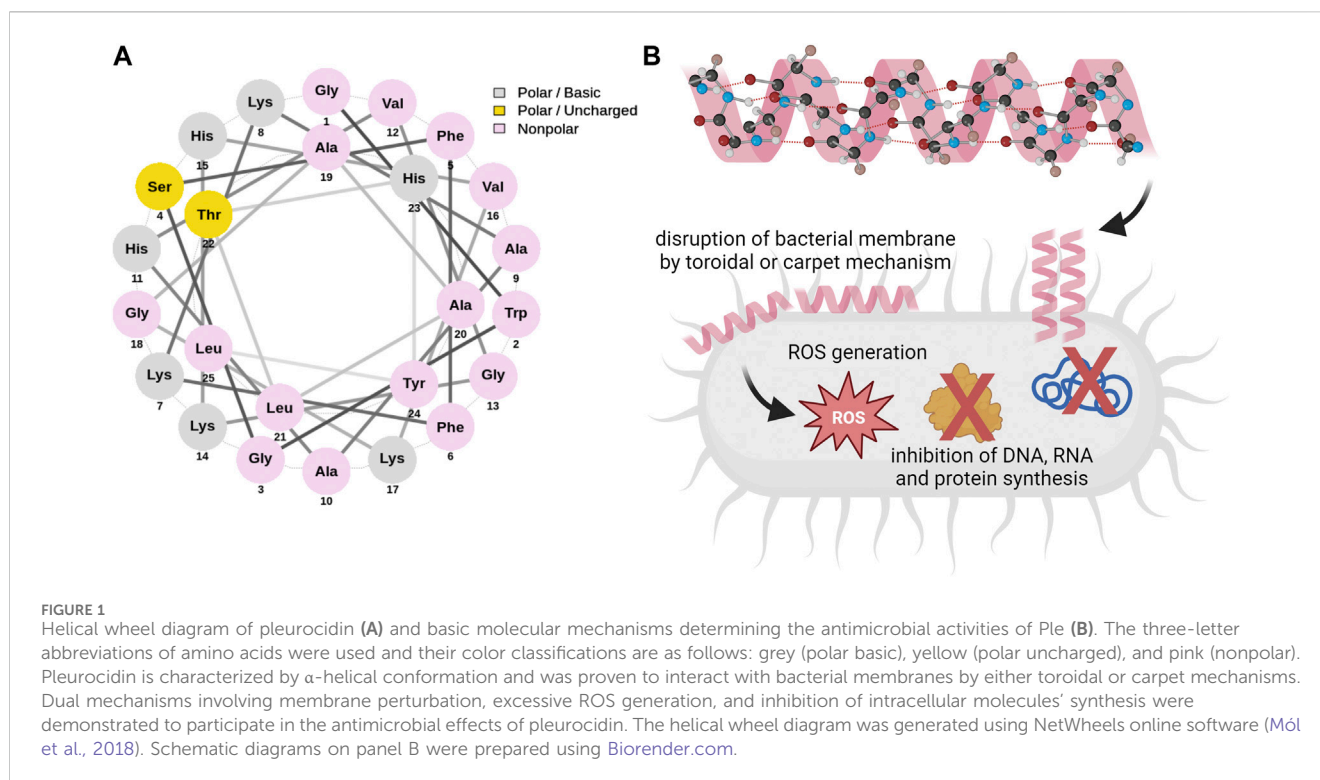 A
Polar / Basic
Polar / Uncharged
Nonpolar
Gly
1
Val
12
Phe
5
Val
16
Ala
9
Trp
2
Gly
13
Phe
6
Lys
17
Ala
10
Gly
3
Lys
14
Lys
7
Gly
18
His
11
Ser
4
His
15
Lys
8
Ala
19
His
23
Ala
20
Tyr
24
Leu
21
Leu
25
Thr
22
B
disruption of bacterial membrane
by toroidal or carpet mechanism
ROS generation
ROS
inhibition of DNA, RNA
and protein synthesis
FIGURE 1
Helical wheel diagram of pleurocidin (A) and basic molecular mechanisms determining the antimicrobial activities of Ple (B). The three-letter
abbreviations of amino acids were used and their color classifications are as follows: grey (polar basic), yellow (polar uncharged), and pink (nonpolar).
Pleurocidin is characterized by α-helical conformation and was proven to interact with bacterial membranes by either toroidal or carpet mechanisms.
Dual mechanisms involving membrane perturbation, excessive ROS generation, and inhibition of intracellular molecules' synthesis were
demonstrated to participate in the antimicrobial effects of pleurocidin. The helical wheel diagram was generated using NetWheels online software (Mól
et al., 2018). Schematic diagrams on panel B were prepared using Biorender.com.